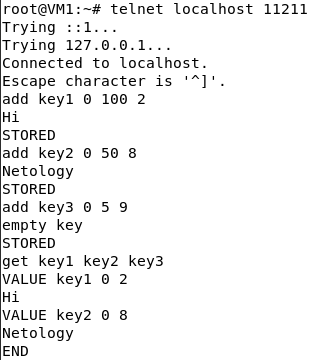 root@VM1:~# telnet localhost 11211
Trying ::1...
Trying 127.0.0.1...
Connected to localhost.
Escape character is '^]'.
add key1 0 100 2
Hi
STORED
add key2 0 50 8
Netology
STORED
add key3 0 5 9
empty key
STORED
get key1 key2 key3
VALUE key1 0 2
Hi
VALUE key2 0 8
Netology
END